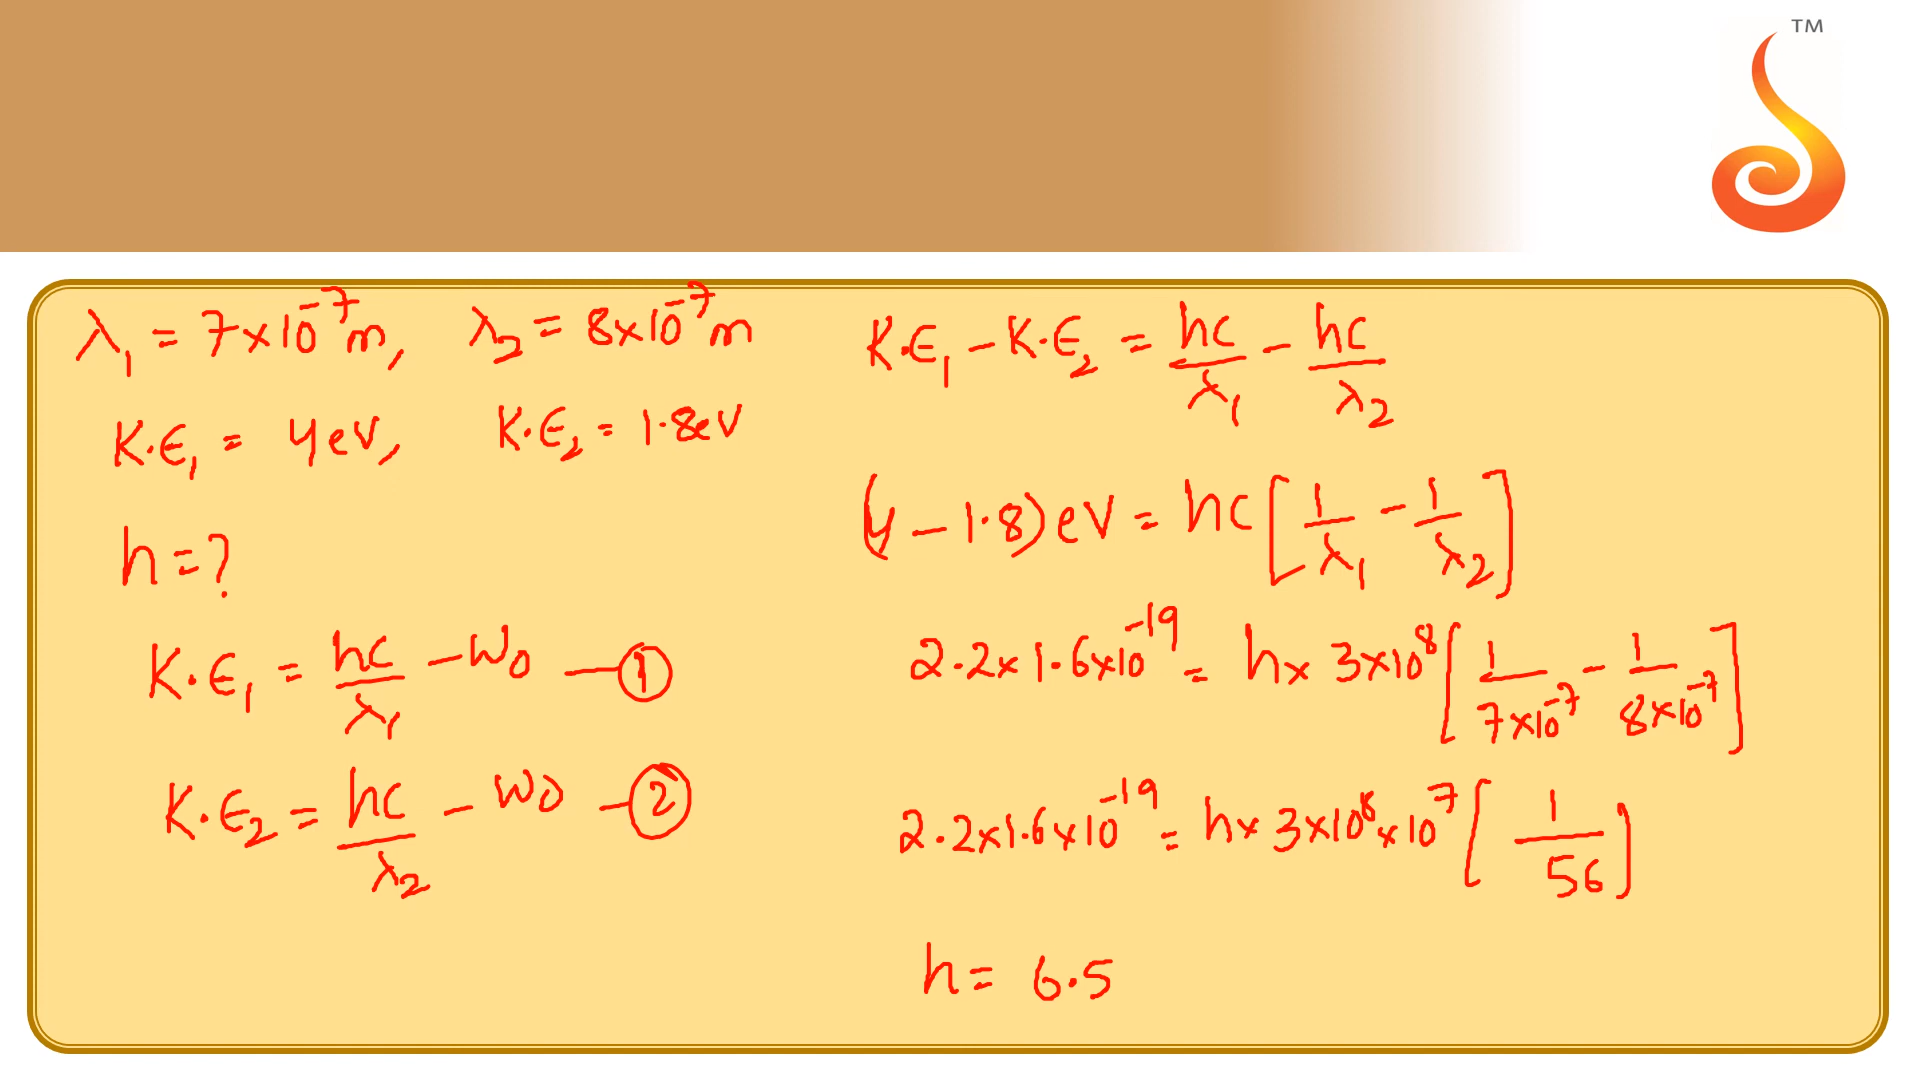 TM
λ₁ = 7×10⁻⁷m, λ₂ = 8×10⁻⁷m
K.E₁ = 4eV, K.E₂ = 1.8eV
h = ?
K.E₁ = hc/λ₁ - W₀ - ①
K.E₂ = hc/λ₂ - W₀ - ②
K.E₁ - K.E₂ = hc/λ₁ - hc/λ₂
(4 - 1.8)eV = hc[1/λ₁ - 1/λ₂]
2.2×1.6×10⁻¹⁹ = h× 3×10⁸[1/7×10⁻⁷ - 1/8×10⁻⁷]
2.2×1.6×10⁻¹⁹ = h× 3×10⁸×10⁷[1/56]
h = 6.5